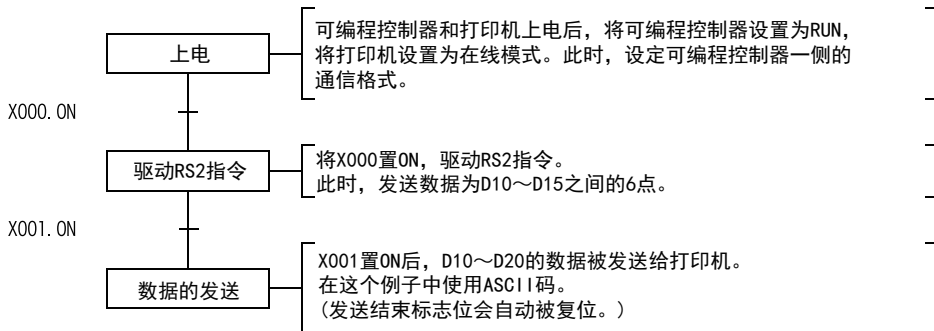 上电
可编程控制器和打印机上电后，将可编程控制器设置为RUN，
将打印机设置为在线模式。此时，设定可编程控制器一侧的
通信格式。
X000.ON
驱动RS2指令
将X000置ON，驱动RS2指令。
此时，发送数据为D10～D15之间的6点。
X001.ON
数据的发送
X001置ON后，D10～D20的数据被发送给打印机。
在这个例子中使用ASCII码。
(发送结束标志位会自动被复位。)